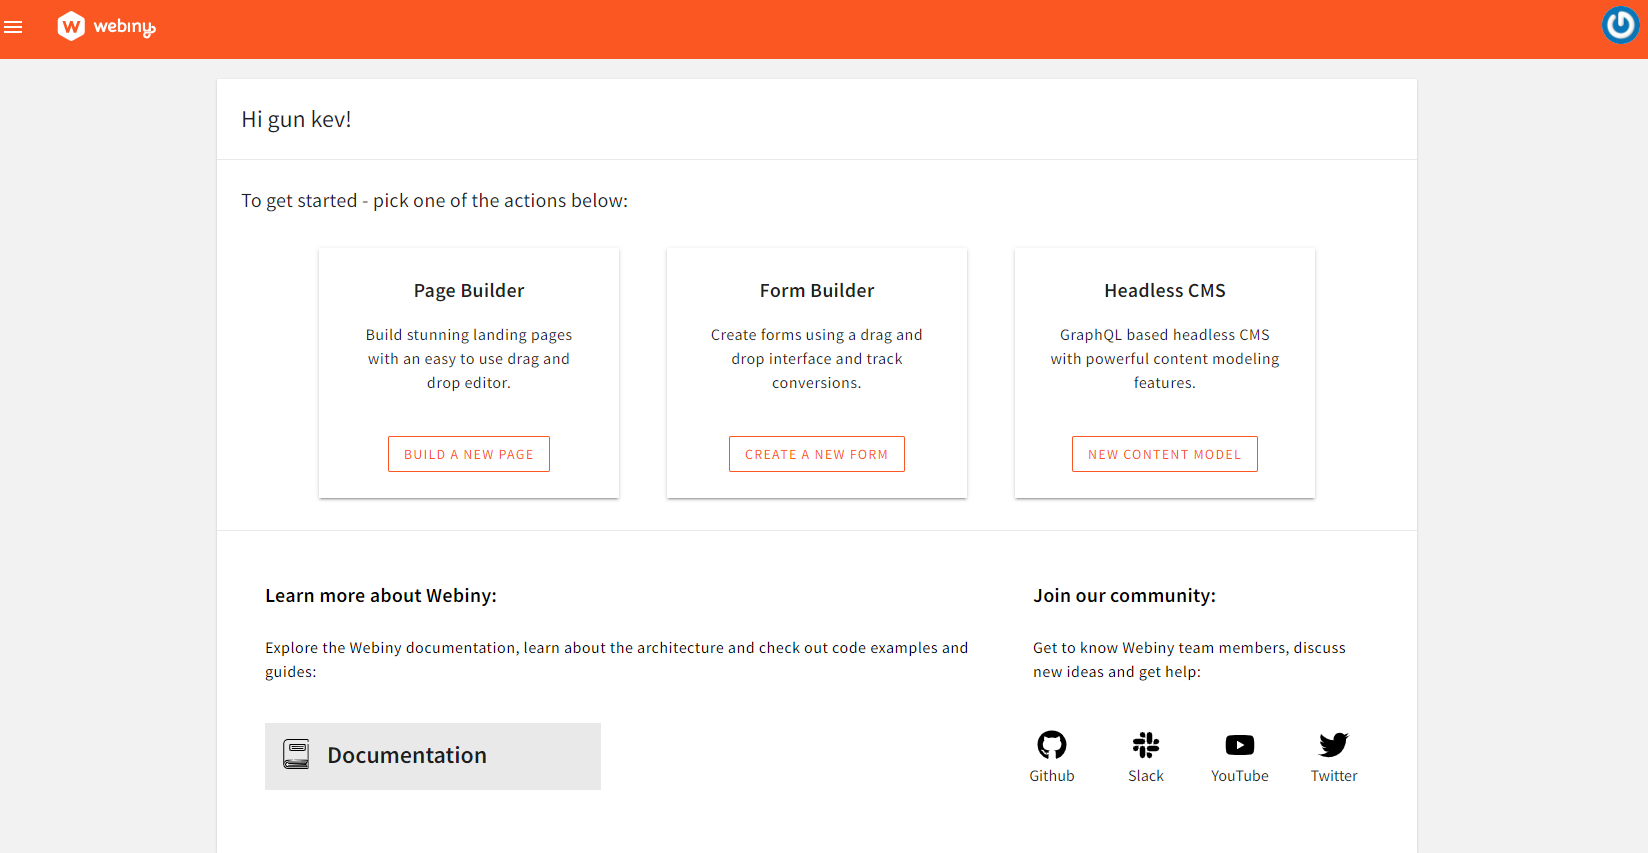 webiny
Hi gun kev!
To get started - pick one of the actions below:
Page Builder
Build stunning landing pages
with an easy to use drag and
drop editor.
BUILD A NEW PAGE
Form Builder
Create forms using a drag and
drop interface and track
conversions.
CREATE A NEW FORM
Headless CMS
GraphQL based headless CMS
with powerful content modeling
features.
NEW CONTENT MODEL
Learn more about Webiny:
Explore the Webiny documentation, learn about the architecture and check out code examples and
guides:
Documentation
Join our community:
Get to know Webiny team members, discuss
new ideas and get help:
Github
Slack
YouTube
Twitter